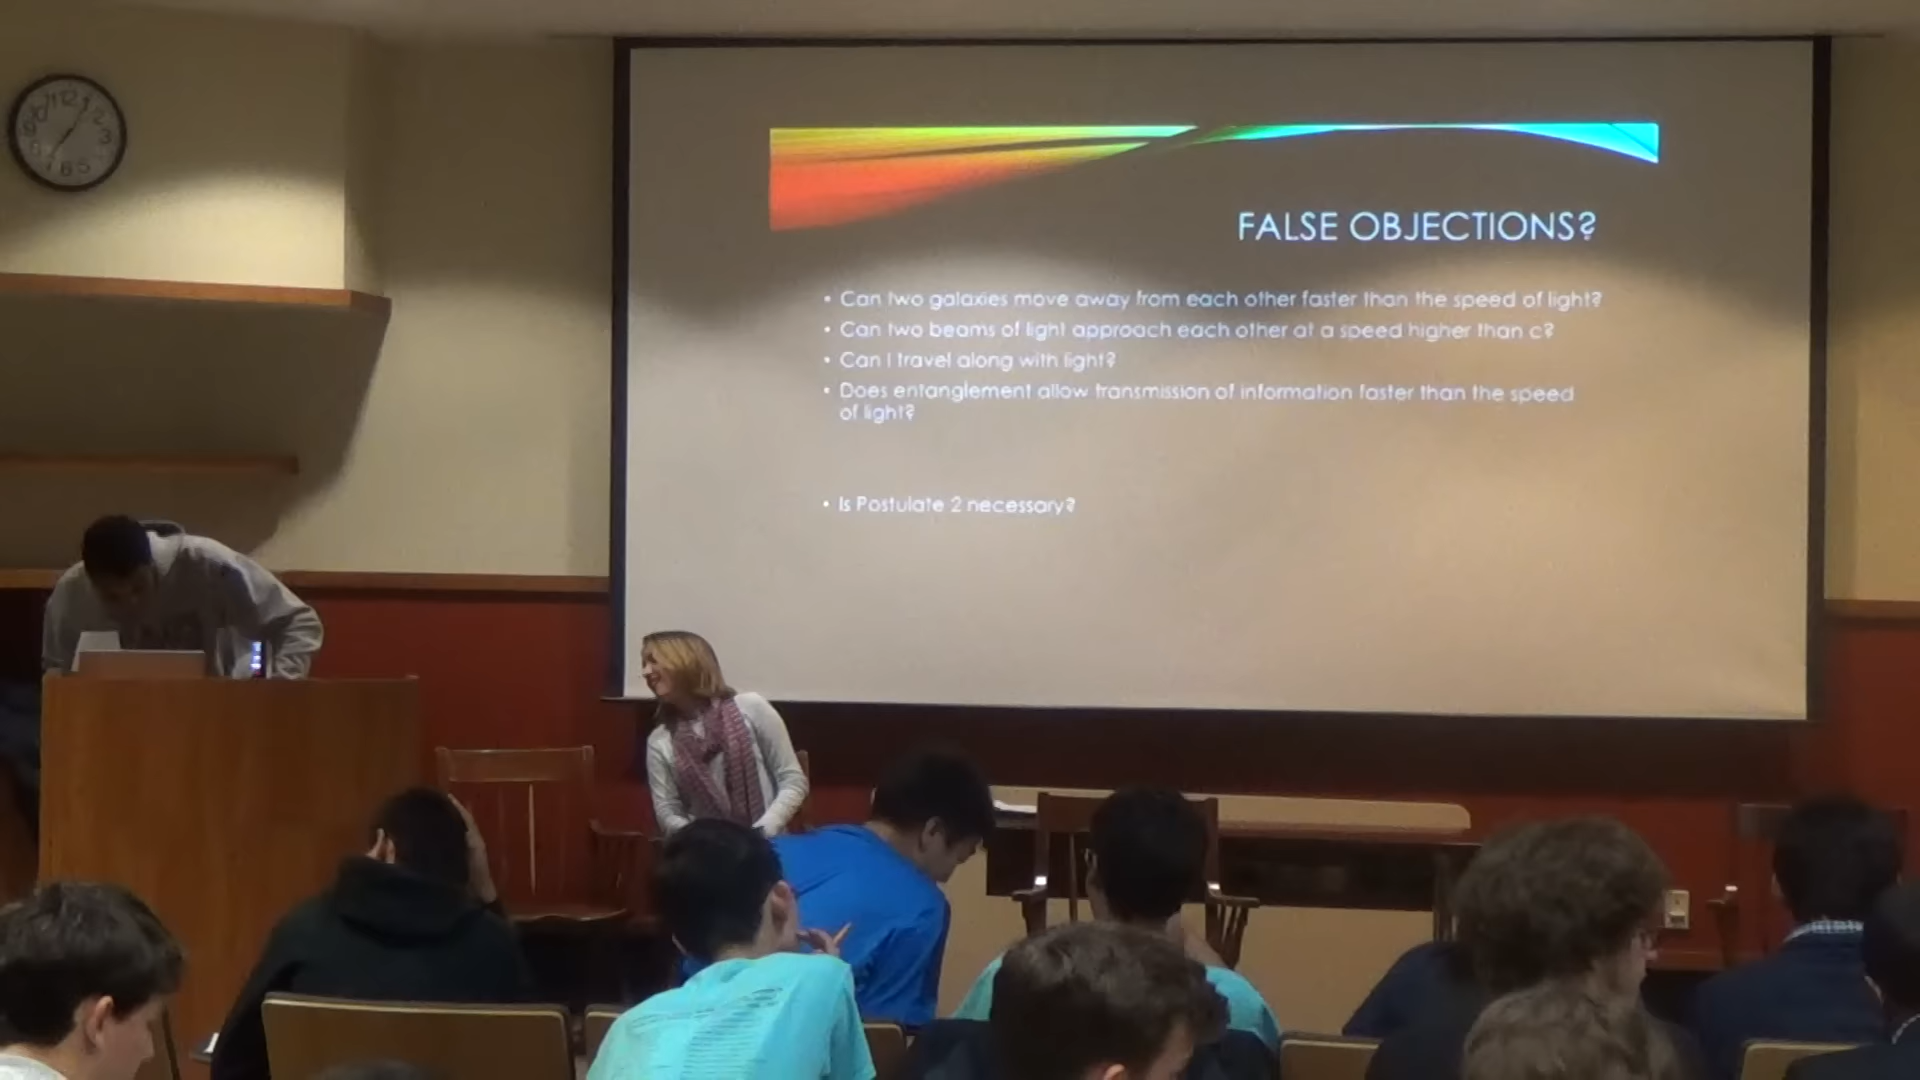 FALSE OBJECTIONS?
• Can two galaxies move away from each other faster than the speed of light?
• Can two beams of light approach each other at a speed higher than c?
• Can I travel along with light?
• Does entanglement allow transmission of information faster than the speed
of light?
• Is Postulate 2 necessary?